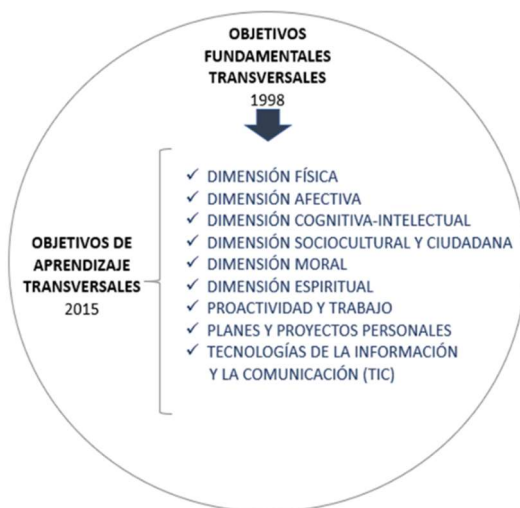 OBJETIVOS
FUNDAMENTALES
TRANSVERSALES
1998
OBJETIVOS DE
APRENDIZAJE
TRANSVERSALES
2015
✓ DIMENSIÓN FÍSICA
✓ DIMENSIÓN AFECTIVA
✓ DIMENSIÓN COGNITIVA-INTELECTUAL
✓ DIMENSIÓN SOCIOCULTURAL Y CIUDADANA
✓ DIMENSIÓN MORAL
✓ DIMENSIÓN ESPIRITUAL
✓ PROACTIVIDAD Y TRABAJO
✓ PLANES Y PROYECTOS PERSONALES
✓ TECNOLOGÍAS DE LA INFORMACIÓN
Y LA COMUNICACIÓN (TIC)